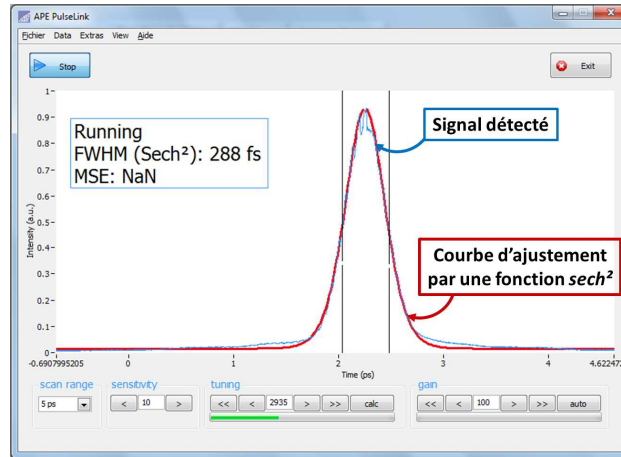 APE PulseLink
Fichier Data Extras View Aide
Stop
Exit
1-
0.9-
0.8-
0.7-
0.6-
0.5-
0.4-
0.3-
0.2-
0.1-
0-
Intensity (a.u.)
Running
FWHM (Sech²): 288 fs
MSE: NaN
Signal détecté
Courbe d'ajustement
par une fonction sech²
-0.6907995205 0 1 2 3 4 4.622472
Time (ps)
scan range
5 ps
sensitivity
< 10 >
tuning
<< < 2935 > >> calc
gain
<< < 100 > >> auto